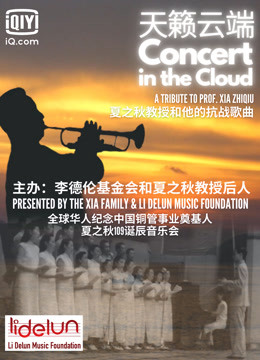 iQIYI
iQ.com
天籁云端
Concert
in the Cloud
A TRIBUTE TO PROF. XIA ZHIQIU
夏之秋教授和他的抗战歌曲
主办：李德伦基金会和夏之秋教授后人
PRESENTED BY THE XIA FAMILY & LI DELUN MUSIC FOUNDATION
全球华人纪念中国铜管事业奠基人
夏之秋109诞辰音乐会
lidelun
Li Delun Music Foundation